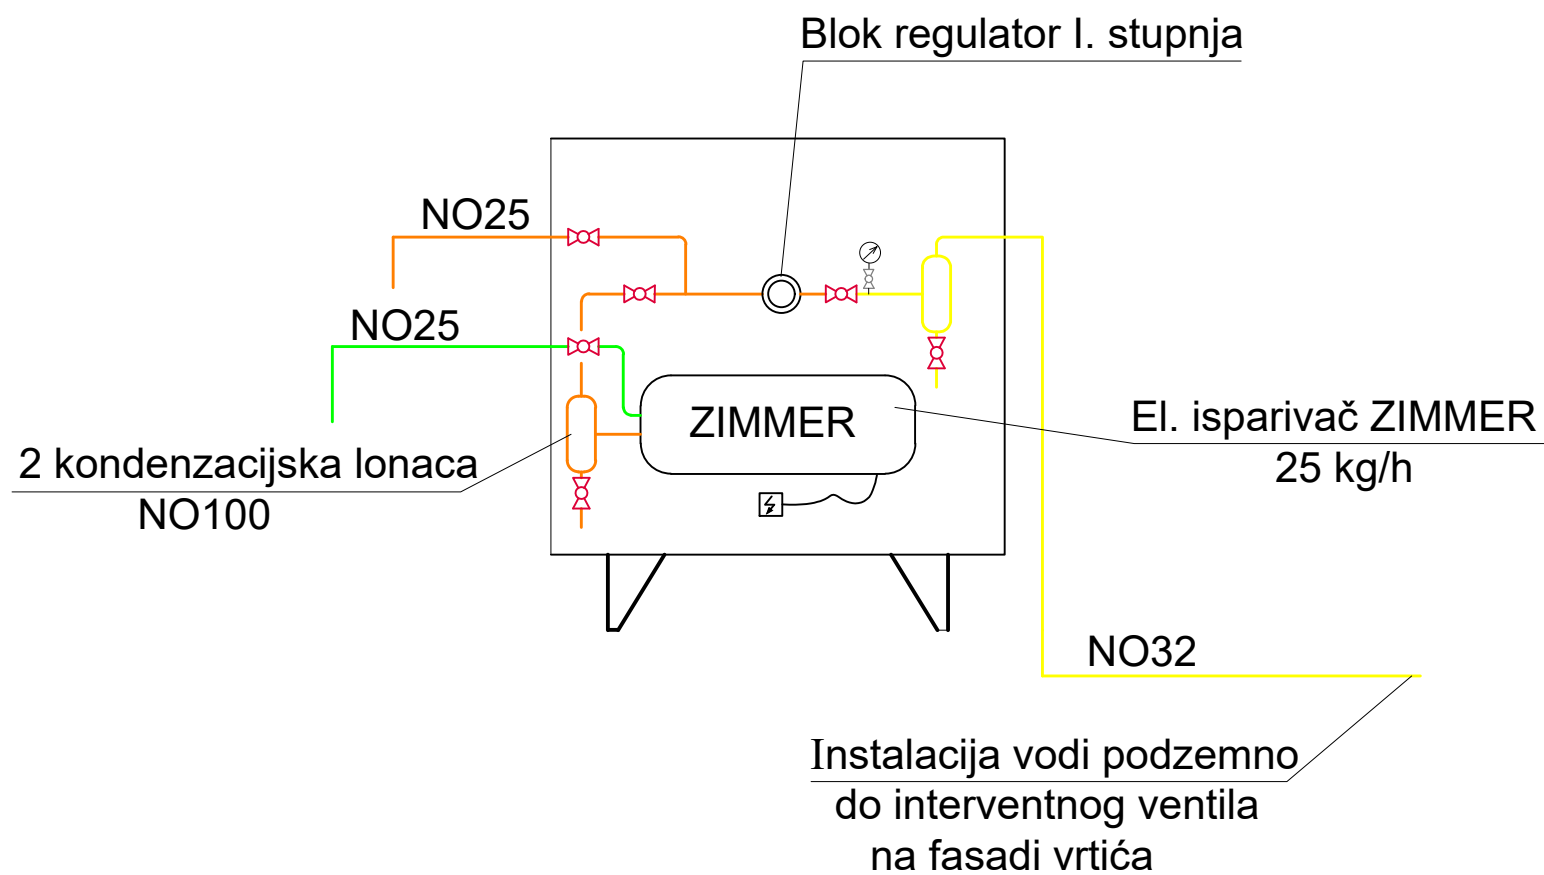 Blok regulator I. stupnja
NO25
NO25
ZIMMER
El. isparivač ZIMMER
25 kg/h
2 kondenzacijska lonaca
NO100
NO32
Instalacija vodi podzemno
do interventnog ventila
na fasadi vrtića